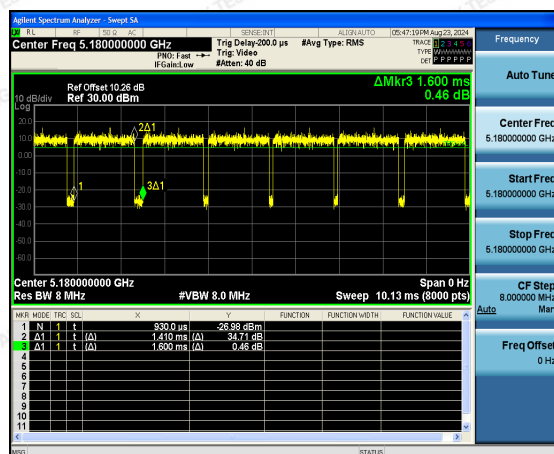 Agilent Spectrum Analyzer - Swept SA
RL RF 50 Ω AC SENSE:INT ALIGNAUTO 05:47:19PM Aug 23, 2024
Center Freq 5.180000000 GHz
PNO: Fast
IFGain:Low
Trig Delay-200.0 µs
Trig: Video
#Atten: 40 dB
#Avg Type: RMS
TRACE 1 2 3 4 5 6
TYPE
DET P P P P P P
Frequency
Auto Tune
ΔMkr3 1.600 ms
0.46 dB
Ref Offset 10.26 dB
Ref 30.00 dBm
10 dB/div
Log
20.0
10.0
0.00
-10.0
-20.0
-30.0
-40.0
-50.0
-60.0
2Δ1
1
3Δ1
Center Freq
5.180000000 GHz
Start Freq
5.180000000 GHz
Stop Freq
5.180000000 GHz
CF Step
8.000000 MHz
Auto Man
Freq Offset
0 Hz
Center 5.180000000 GHz Span 0 Hz
Res BW 8 MHz #VBW 8.0 MHz Sweep 10.13 ms (8000 pts)
MKR MODE TRC SCL X Y FUNCTION FUNCTION WIDTH FUNCTION VALUE
1 N 1 t 930.0 µs -26.98 dBm
2 Δ1 1 t (Δ) 1.410 ms (Δ) 34.71 dB
3 Δ1 1 t (Δ) 1.600 ms (Δ) 0.46 dB
4
5
6
7
8
9
10
11
MSG STATUS